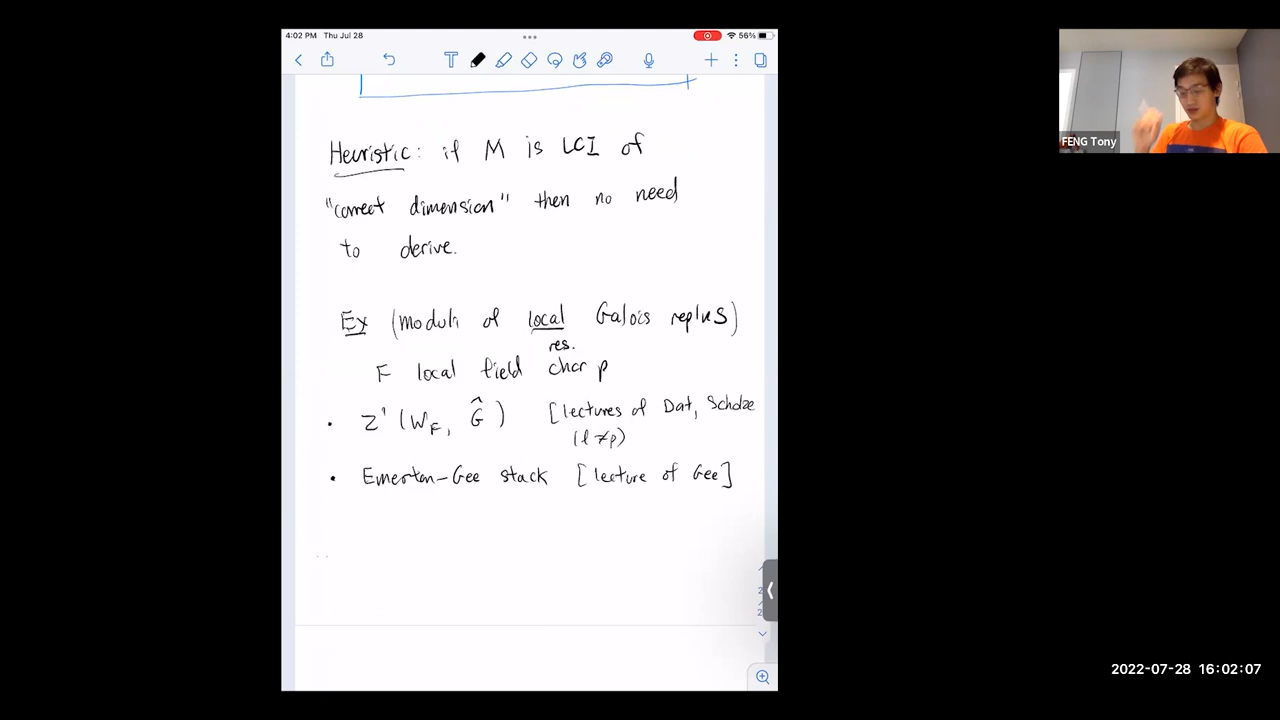 4:02 PM Thu Jul 28
56%
Heuristic: if M is LCI of
"correct dimension" then no need
to derive.
Ex (moduli of local Galois repl'ns)
res.
F local field char p
• Z¹(W_F, Ĝ) [lectures of Dat, Scholze
(l≠p)
• Emerton-Gee stack [lecture of Gee]
FENG Tony
2022-07-28 16:02:07